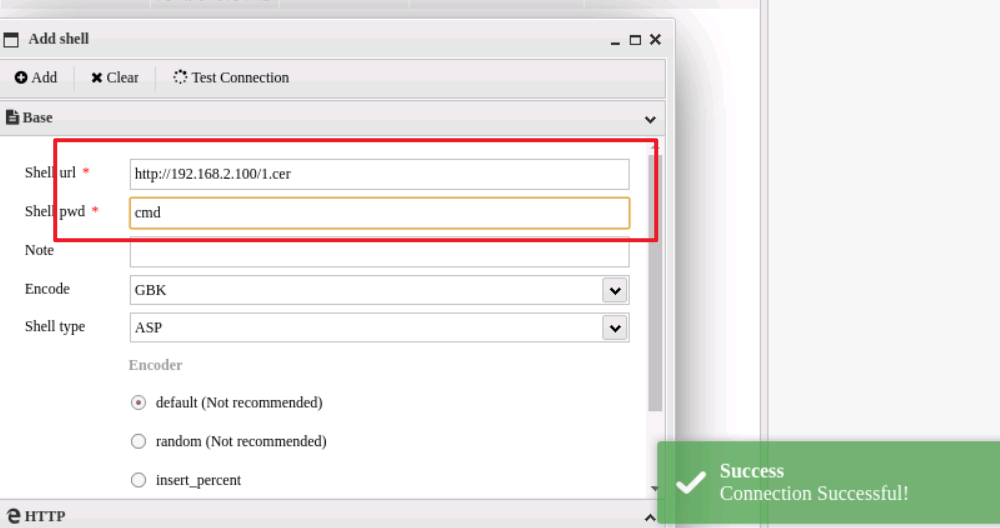 Add shell
Add Clear Test Connection
Base
Shell url * http://192.168.2.100/1.cer
Shell pwd * cmd
Note
Encode GBK
Shell type ASP
Encoder
default (Not recommended)
random (Not recommended)
insert_percent
Success
Connection Successful!
HTTP